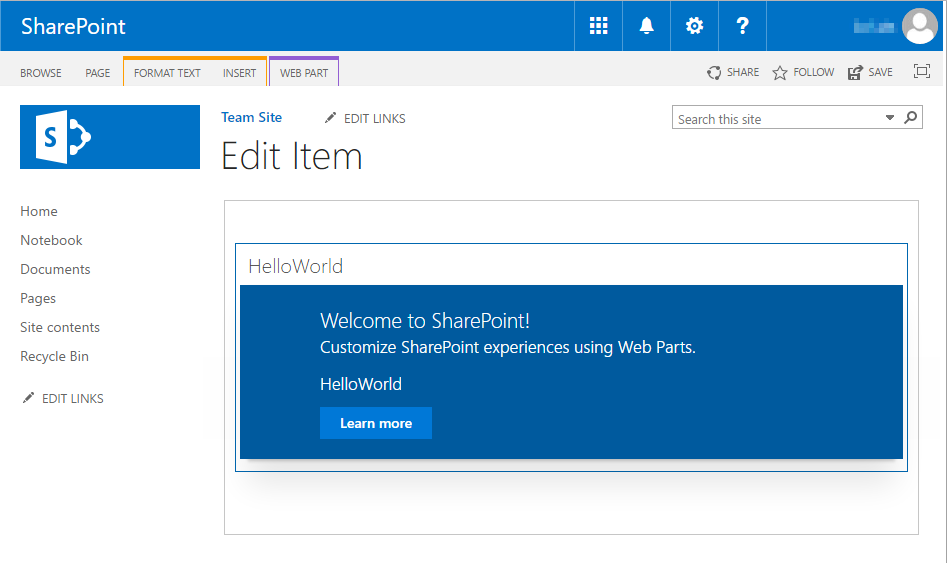 SharePoint
?
BROWSE PAGE FORMAT TEXT INSERT WEB PART SHARE FOLLOW SAVE
S
Team Site EDIT LINKS
Search this site
Edit Item
Home
Notebook
Documents
Pages
Site contents
Recycle Bin
EDIT LINKS
HelloWorld
Welcome to SharePoint!
Customize SharePoint experiences using Web Parts.
HelloWorld
Learn more